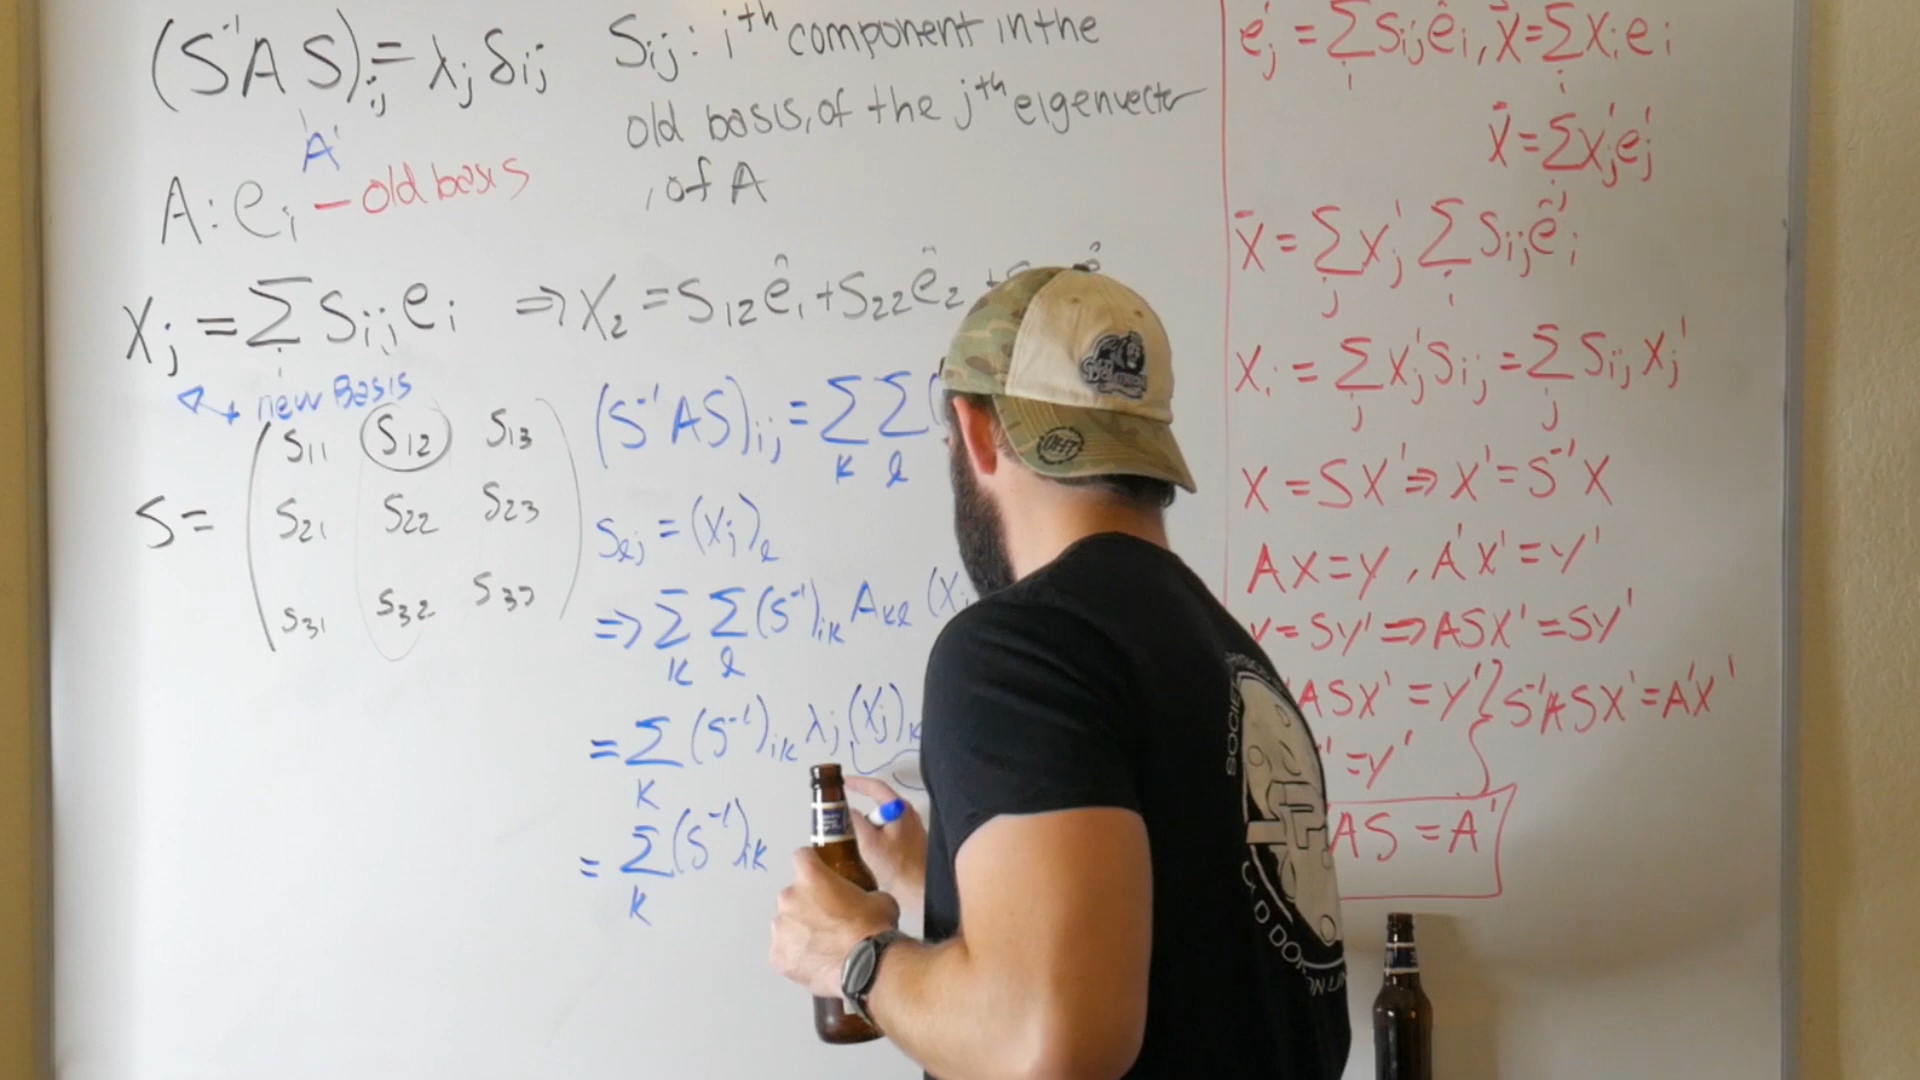 (S⁻¹AS)ᵢⱼ = λⱼ δᵢⱼ
A'
A: eᵢ — old basis
Xⱼ = Σᵢ Sᵢⱼ eᵢ ⇒ X₂ = S₁₂ê₁ + S₂₂ê₂ +
new Basis
S =
S₁₁ S₁₂ S₁₃
S₂₁ S₂₂ S₂₃
S₃₁ S₃₂ S₃₃
Sᵢⱼ: iᵗʰ component in the
old basis, of the jᵗʰ eigenvector
, of A
(S⁻¹AS)ᵢⱼ = Σₖ Σₗ (
Sₗⱼ = (Xⱼ)ₗ
⇒ Σₖ Σₗ (S⁻¹)ᵢₖ Aₖₗ (Xⱼ
= Σₖ (S⁻¹)ᵢₖ λⱼ (Xⱼ)ₖ
= Σₖ (S⁻¹)ᵢₖ
e'ⱼ = Σᵢ Sᵢⱼ êᵢ, x̄ = Σᵢ Xᵢ eᵢ
x̄ = Σⱼ x'ⱼ e'ⱼ
x̄ = Σⱼ x'ⱼ Σᵢ Sᵢⱼ êᵢ
Xᵢ = Σⱼ x'ⱼ Sᵢⱼ = Σⱼ Sᵢⱼ Xⱼ'
X = SX' ⇒ X' = S⁻¹X
AX = Y, A'X' = Y'
Y = SY' ⇒ ASX' = SY'
ASX' = Y' } S⁻¹ASX' = A'X'
' = Y'
AS = A'
OHT
SOCIE